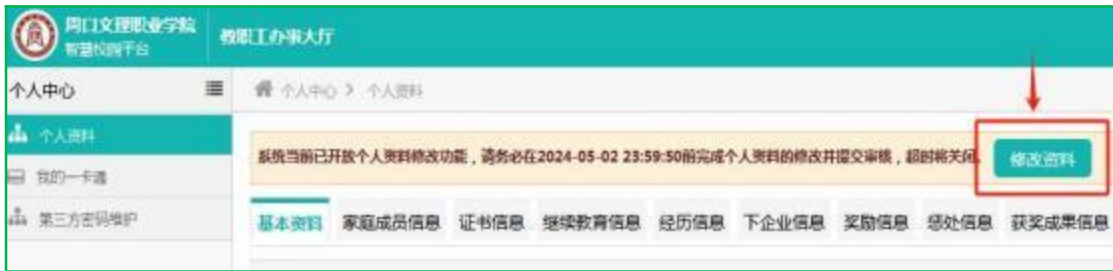 周口文理职业学院
智慧校园平台
教职工办事大厅
个人中心
个人中心 > 个人资料
个人资料
系统当前已开放个人资料修改功能，请务必在2024-05-02 23:59:50前完成个人资料的修改并提交审核，超时将关闭.
修改资料
我的一卡通
第三方密码维护
基本资料 家庭成员信息 证书信息 继续教育信息 经历信息 下企业信息 奖励信息 惩处信息 获奖成果信息